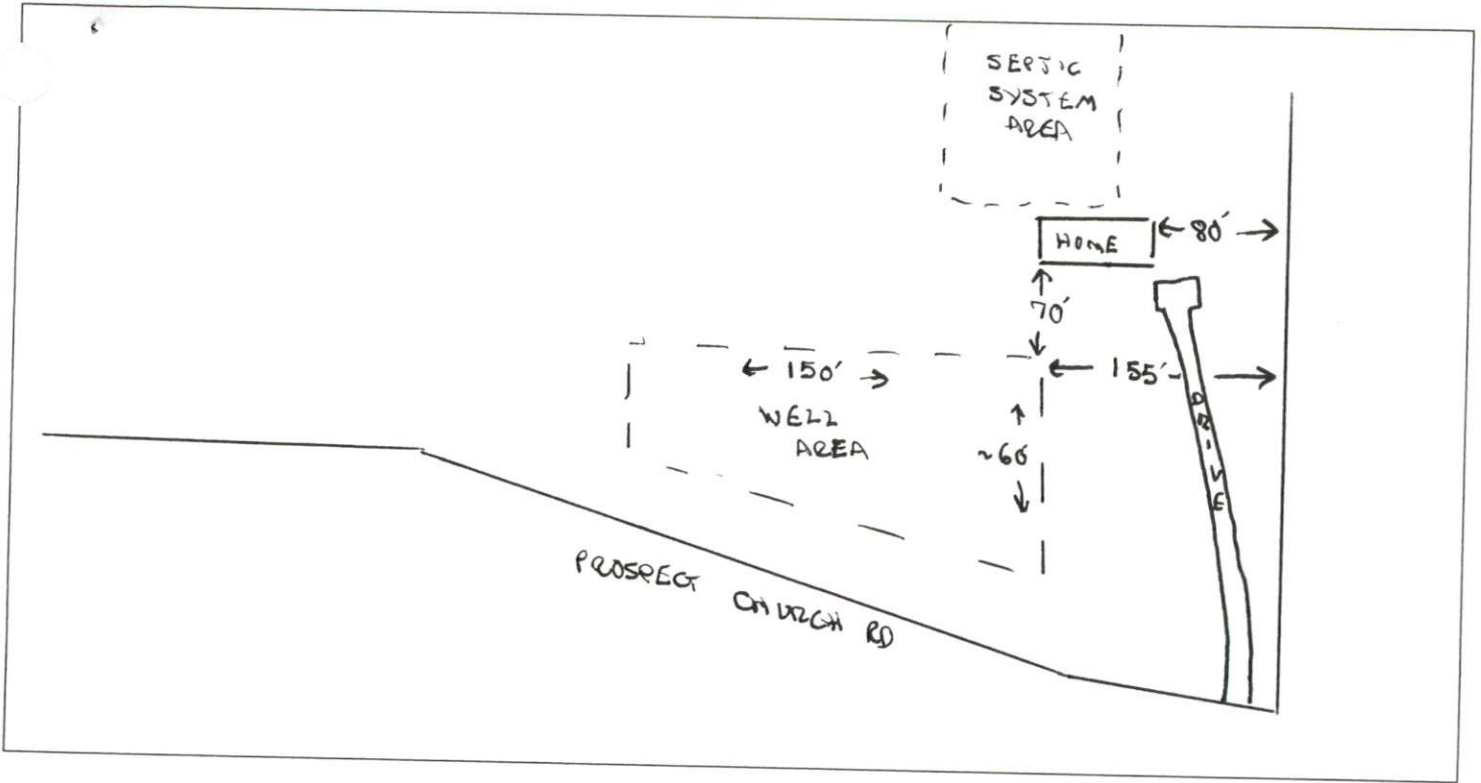 SEPTIC
SYSTEM
AREA
HOME
80'
70'
150'
155'
WELL
AREA
~60'
DRIVE
PROSPECT CHURCH RD